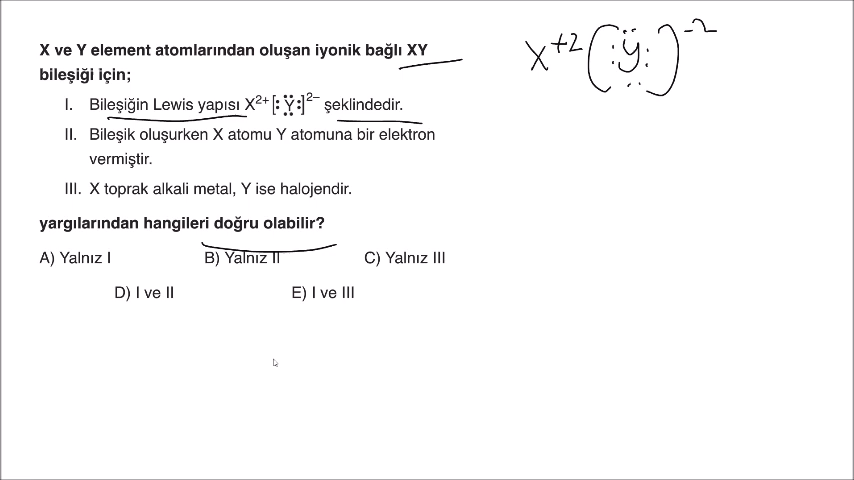 X ve Y element atomlarından oluşan iyonik bağlı XY
bileşiği için;
I. Bileşiğin Lewis yapısı X²⁺[:Ÿ:]²⁻ şeklindedir.
II. Bileşik oluşurken X atomu Y atomuna bir elektron
vermiştir.
III. X toprak alkali metal, Y ise halojendir.
yargılarından hangileri doğru olabilir?
A) Yalnız I B) Yalnız II C) Yalnız III
D) I ve II E) I ve III
X⁺² (:Ÿ:)⁻²